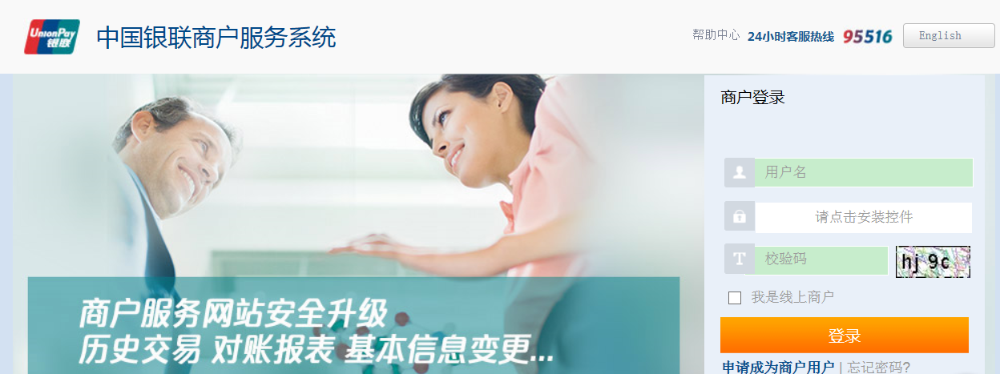 UnionPay
银联
中国银联商户服务系统
帮助中心 24小时客服热线 95516 English
商户登录
用户名
请点击安装控件
T 校验码 hj 9c
我是线上商户
登录
申请成为商户用户 | 忘记密码?
商户服务网站安全升级
历史交易 对账报表 基本信息变更...